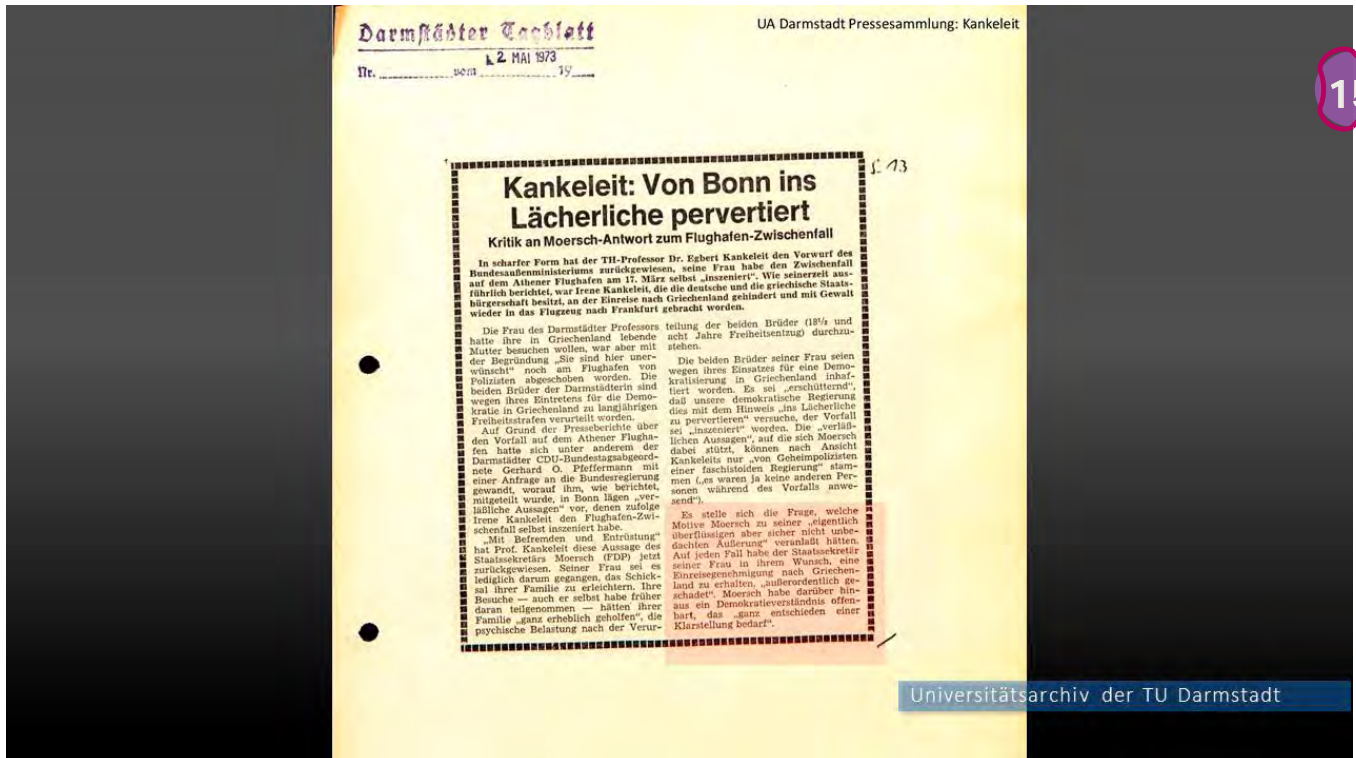 Darmstädter Tagblatt
UA Darmstadt Pressesammlung: Kankeleit
2 MAI 1973
Nr. vom 19
15
S. 13
Kankeleit: Von Bonn ins
Lächerliche pervertiert
Kritik an Moersch-Antwort zum Flughafen-Zwischenfall
In scharfer Form hat der TH-Professor Dr. Egbert Kankeleit den Vorwurf des
Bundesaußenministeriums zurückgewiesen, seine Frau habe den Zwischenfall
auf dem Athener Flughafen am 17. März selbst „inszeniert“. Wie seinerzeit aus-
führlich berichtet, war Irene Kankeleit, die die deutsche und die griechische Staats-
bürgerschaft besitzt, an der Einreise nach Griechenland gehindert und mit Gewalt
wieder in das Flugzeug nach Frankfurt gebracht worden.
Die Frau des Darmstädter Professors
hatte ihre in Griechenland lebende
Mutter besuchen wollen, war aber mit
der Begründung „Sie sind hier uner-
wünscht“ noch am Flughafen von
Polizisten abgeschoben worden. Die
beiden Brüder der Darmstädterin sind
wegen ihres Eintretens für die Demo-
kratie in Griechenland zu langjährigen
Freiheitsstrafen verurteilt worden.
Auf Grund der Presseberichte über
den Vorfall auf dem Athener Flugha-
fen hatte sich unter anderem der
Darmstädter CDU-Bundestagsabgeord-
nete Gerhard O. Pfeffermann mit
einer Anfrage an die Bundesregierung
gewandt, worauf ihm, wie berichtet,
mitgeteilt wurde, in Bonn lägen „ver-
läßliche Aussagen“ vor, denen zufolge
Irene Kankeleit den Flughafen-Zwi-
schenfall selbst inszeniert habe.
„Mit Befremden und Entrüstung“
hat Prof. Kankeleit diese Aussage des
Staatssekretärs Moersch (FDP) jetzt
zurückgewiesen. Seiner Frau sei es
lediglich darum gegangen, das Schick-
sal ihrer Familie zu erleichtern. Ihre
Besuche — auch er selbst habe früher
daran teilgenommen — hätten ihrer
Familie „ganz erheblich geholfen“, die
psychische Belastung nach der Verur-
teilung der beiden Brüder (18½ und
acht Jahre Freiheitsentzug) durchzu-
stehen.
Die beiden Brüder seiner Frau seien
wegen ihres Einsatzes für eine Demo-
kratisierung in Griechenland inhaf-
tiert worden. Es sei „erschütternd“,
daß unsere demokratische Regierung
dies mit dem Hinweis „ins Lächerliche
zu pervertieren“ versuche, der Vorfall
sei „inszeniert“ worden. Die „verläß-
lichen Aussagen“, auf die sich Moersch
dabei stützt, können nach Ansicht
Kankeleits nur „von Geheimpolizisten
einer faschistoiden Regierung“ stam-
men („es waren ja keine anderen Per-
sonen während des Vorfalls anwe-
send“).
Es stelle sich die Frage, welche
Motive Moersch zu seiner „eigentlich
überflüssigen aber sicher nicht unbe-
dachten Äußerung“ veranlaßt hätten.
Auf jeden Fall habe der Staatssekretär
seiner Frau in ihrem Wunsch, eine
Einreisegenehmigung nach Griechen-
land zu erhalten, „außerordentlich ge-
schadet“. Moersch habe darüber hin-
aus ein Demokratieverständnis offen-
bart, das „ganz entschieden einer
Klarstellung bedarf“.
Universitätsarchiv der TU Darmstadt